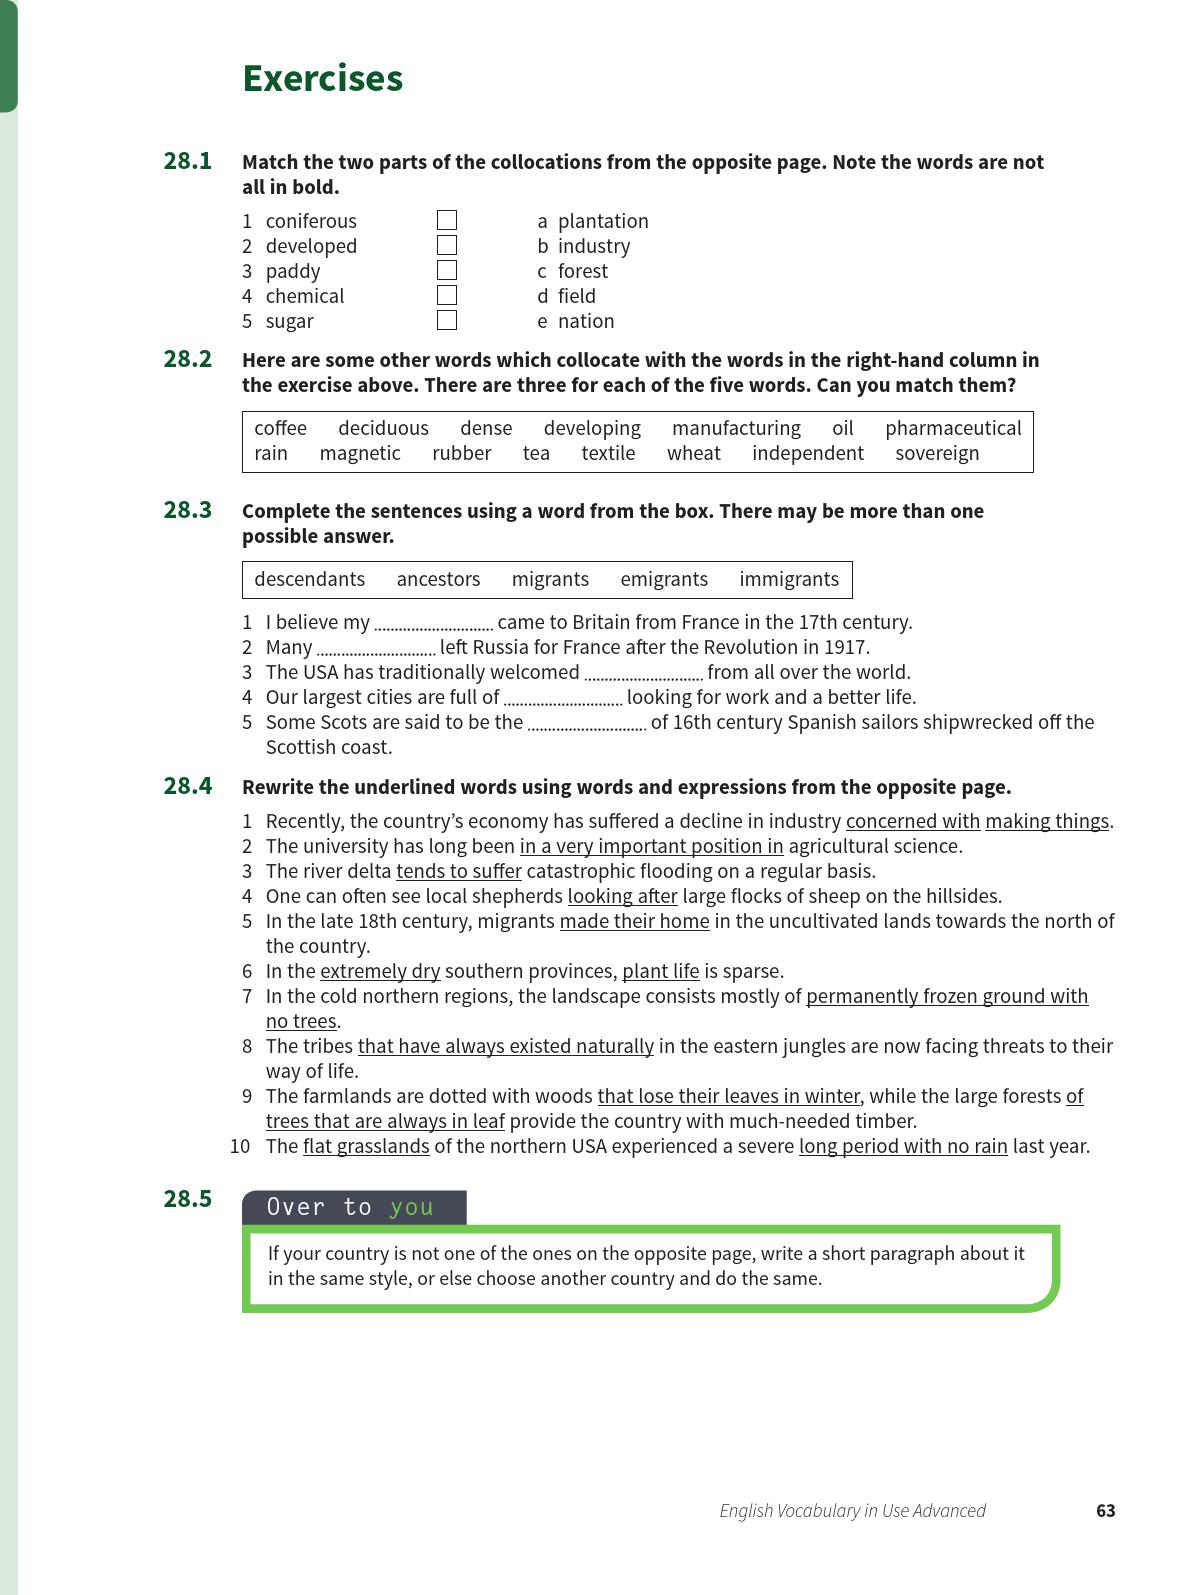 Exercises
28.1 Match the two parts of the collocations from the opposite page. Note the words are not
all in bold.
1 coniferous a plantation
2 developed b industry
3 paddy c forest
4 chemical d field
5 sugar e nation
28.2 Here are some other words which collocate with the words in the right-hand column in
the exercise above. There are three for each of the five words. Can you match them?
coffee deciduous dense developing manufacturing oil pharmaceutical
rain magnetic rubber tea textile wheat independent sovereign
28.3 Complete the sentences using a word from the box. There may be more than one
possible answer.
descendants ancestors migrants emigrants immigrants
1 I believe my ............................. came to Britain from France in the 17th century.
2 Many ............................. left Russia for France after the Revolution in 1917.
3 The USA has traditionally welcomed ............................. from all over the world.
4 Our largest cities are full of ............................. looking for work and a better life.
5 Some Scots are said to be the ............................. of 16th century Spanish sailors shipwrecked off the
Scottish coast.
28.4 Rewrite the underlined words using words and expressions from the opposite page.
1 Recently, the country’s economy has suffered a decline in industry concerned with making things.
2 The university has long been in a very important position in agricultural science.
3 The river delta tends to suffer catastrophic flooding on a regular basis.
4 One can often see local shepherds looking after large flocks of sheep on the hillsides.
5 In the late 18th century, migrants made their home in the uncultivated lands towards the north of
the country.
6 In the extremely dry southern provinces, plant life is sparse.
7 In the cold northern regions, the landscape consists mostly of permanently frozen ground with
no trees.
8 The tribes that have always existed naturally in the eastern jungles are now facing threats to their
way of life.
9 The farmlands are dotted with woods that lose their leaves in winter, while the large forests of
trees that are always in leaf provide the country with much-needed timber.
10 The flat grasslands of the northern USA experienced a severe long period with no rain last year.
28.5 Over to you
If your country is not one of the ones on the opposite page, write a short paragraph about it
in the same style, or else choose another country and do the same.
English Vocabulary in Use Advanced 63